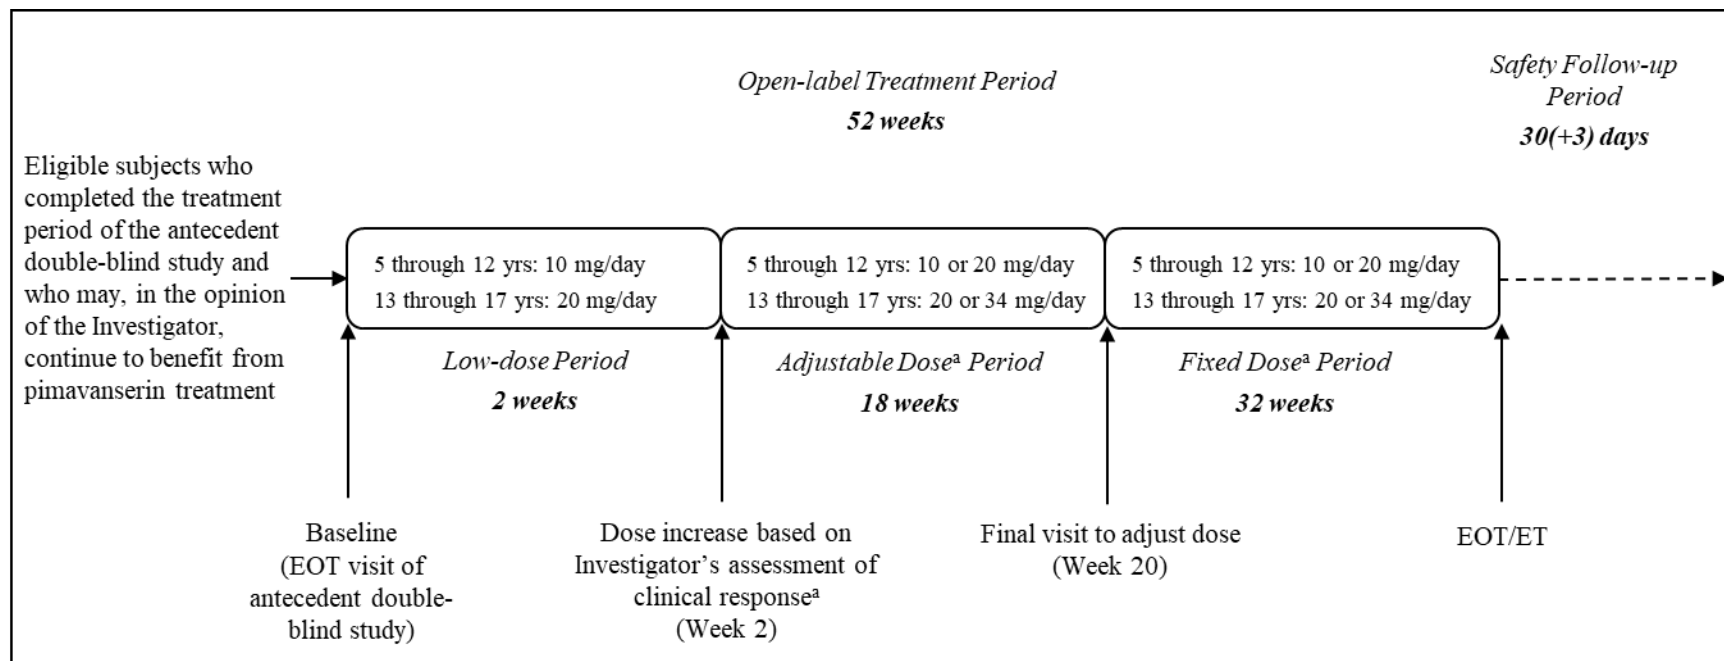 Open-label Treatment Period
52 weeks
Safety Follow-up
Period
30(+3) days
Eligible subjects who
completed the treatment
period of the antecedent
double-blind study and
who may, in the opinion
of the Investigator,
continue to benefit from
pimavanserin treatment
5 through 12 yrs: 10 mg/day
13 through 17 yrs: 20 mg/day
5 through 12 yrs: 10 or 20 mg/day
13 through 17 yrs: 20 or 34 mg/day
5 through 12 yrs: 10 or 20 mg/day
13 through 17 yrs: 20 or 34 mg/day
Low-dose Period
2 weeks
Adjustable Doseᵃ Period
18 weeks
Fixed Doseᵃ Period
32 weeks
Baseline
(EOT visit of
antecedent double-
blind study)
Dose increase based on
Investigator’s assessment of
clinical responseᵃ
(Week 2)
Final visit to adjust dose
(Week 20)
EOT/ET